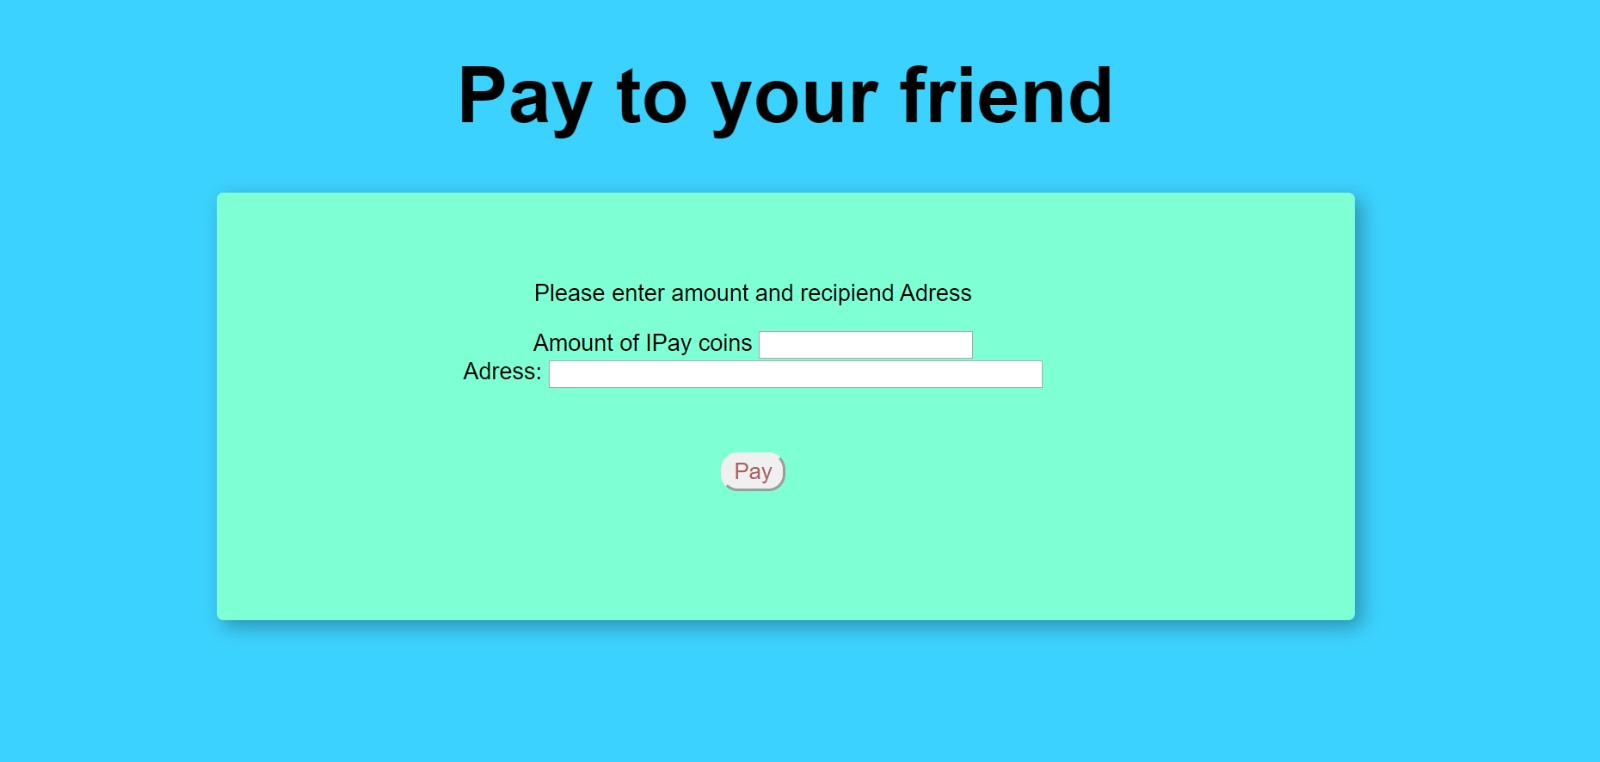 Pay to your friend
Please enter amount and recipiend Adress
Amount of IPay coins
Adress:
Pay